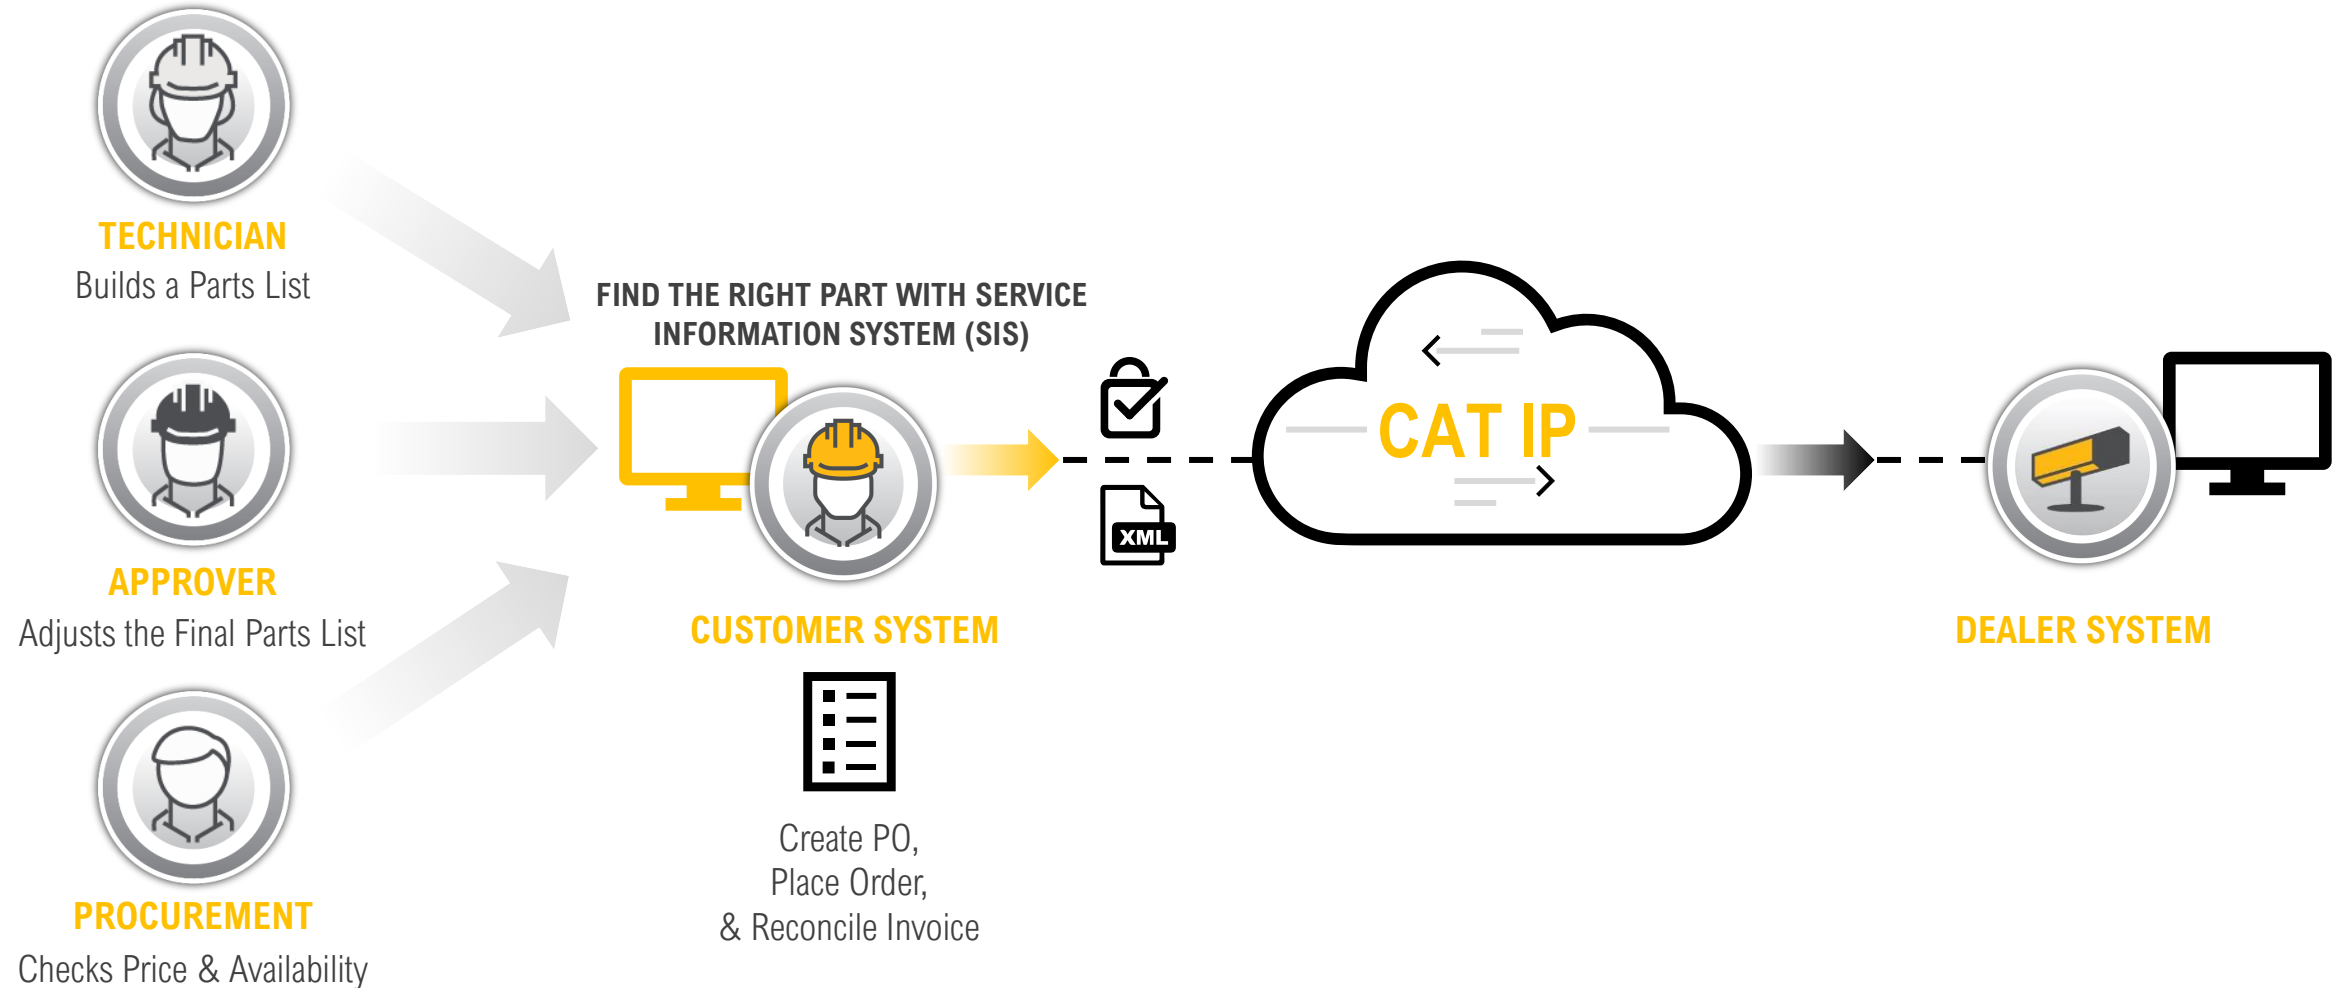 TECHNICIAN
Builds a Parts List
APPROVER
Adjusts the Final Parts List
PROCUREMENT
Checks Price & Availability
FIND THE RIGHT PART WITH SERVICE
INFORMATION SYSTEM (SIS)
CUSTOMER SYSTEM
Create PO,
Place Order,
& Reconcile Invoice
XML
CAT IP
DEALER SYSTEM